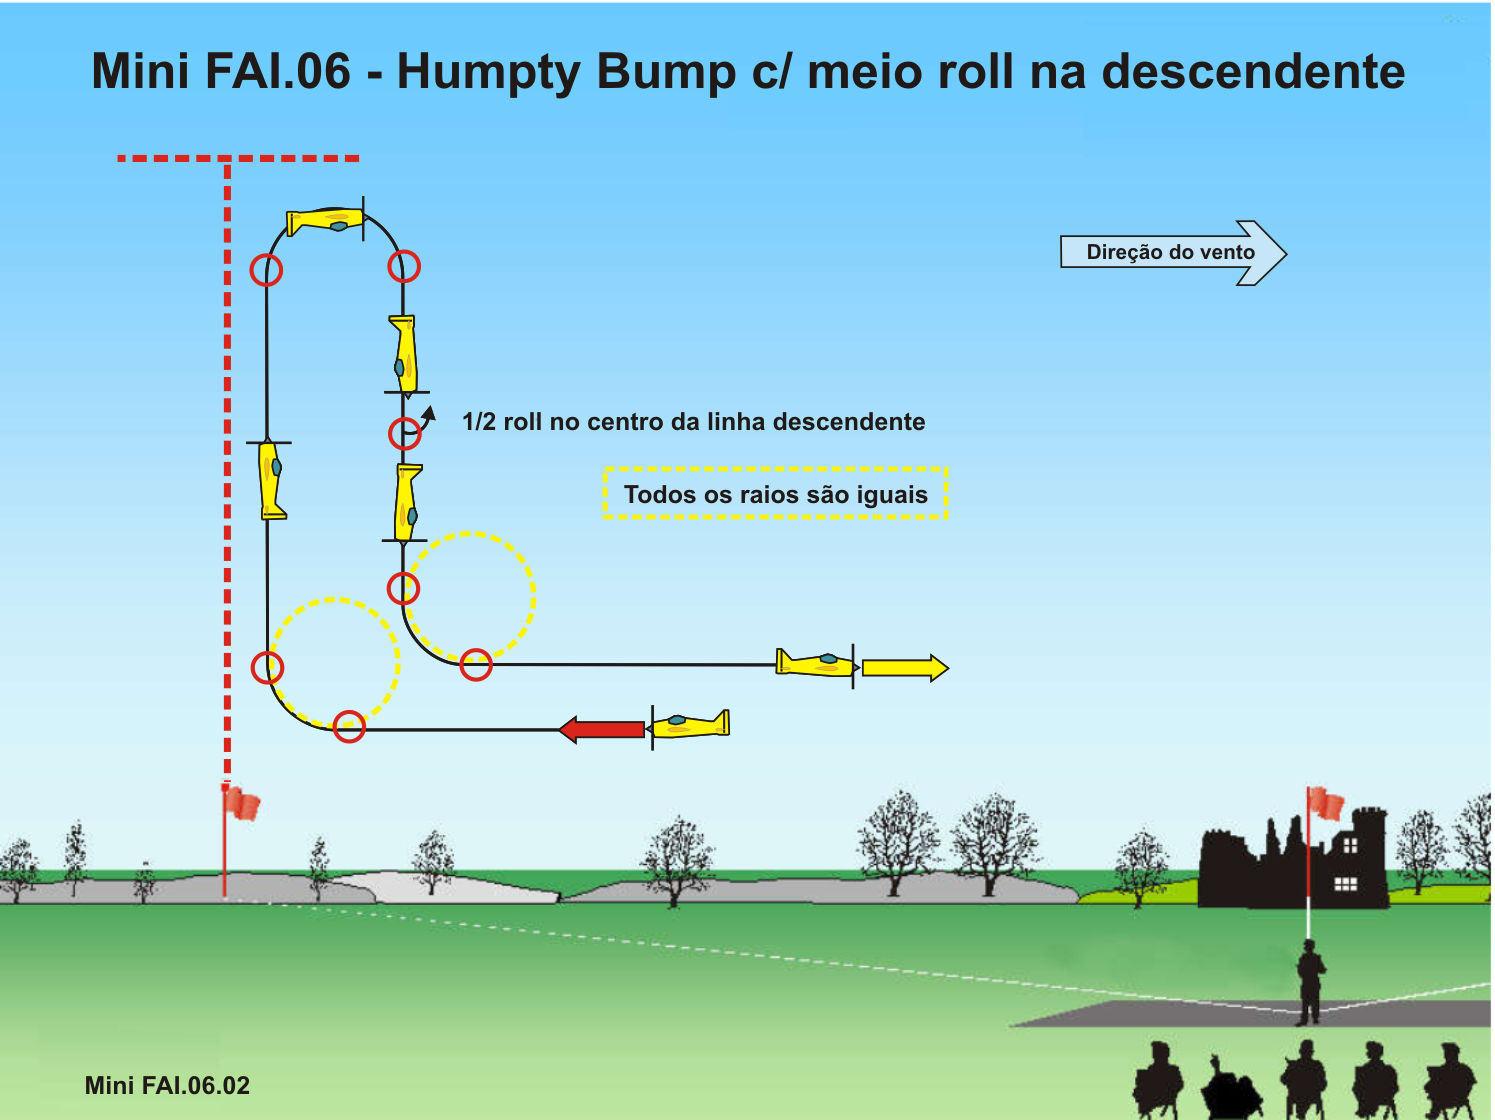 Mini FAI.06 - Humpty Bump c/ meio roll na descendente
Direção do vento
1/2 roll no centro da linha descendente
Todos os raios são iguais
Mini FAI.06.02